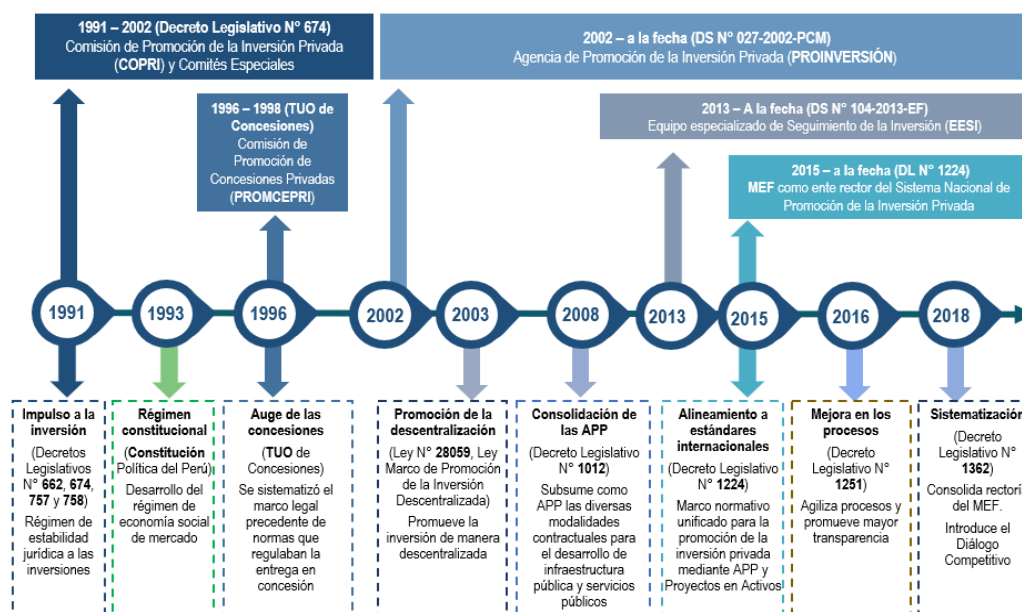 1991 – 2002 (Decreto Legislativo N° 674)
Comisión de Promoción de la Inversión Privada
(COPRI) y Comités Especiales
2002 – a la fecha (DS N° 027-2002-PCM)
Agencia de Promoción de la Inversión Privada (PROINVERSIÓN)
1996 – 1998 (TUO de
Concesiones)
Comisión de
Promoción de
Concesiones Privadas
(PROMCEPRI)
2013 – A la fecha (DS N° 104-2013-EF)
Equipo especializado de Seguimiento de la Inversión (EESI)
2015 – a la fecha (DL N° 1224)
MEF como ente rector del Sistema Nacional de
Promoción de la Inversión Privada
1991
1993
1996
2002
2003
2008
2013
2015
2016
2018
Impulso a la
inversión
(Decretos
Legislativos
N° 662, 674,
757 y 758)
Régimen de
estabilidad
jurídica a las
inversiones
Régimen
constitucional
(Constitución
Política del Perú)
Desarrollo del
régimen de
economía social
de mercado
Auge de las
concesiones
(TUO de
Concesiones)
Se sistematizó el
marco legal
precedente de
normas que
regulaban la
entrega en
concesión
Promoción de la
descentralización
(Ley N° 28059, Ley
Marco de Promoción
de la Inversión
Descentralizada)
Promueve la
inversión de manera
descentralizada
Consolidación de
las APP
(Decreto Legislativo
N° 1012)
Subsume como
APP las diversas
modalidades
contractuales para
el desarrollo de
infraestructura
pública y servicios
públicos
Alineamiento a
estándares
internacionales
(Decreto Legislativo
N° 1224)
Marco normativo
unificado para la
promoción de la
inversión privada
mediante APP y
Proyectos en Activos
Mejora en los
procesos
(Decreto
Legislativo N°
1251)
Agiliza procesos y
promueve mayor
transparencia
Sistematización
(Decreto
Legislativo N°
1362)
Consolida rectoría
del MEF.
Introduce el
Diálogo
Competitivo